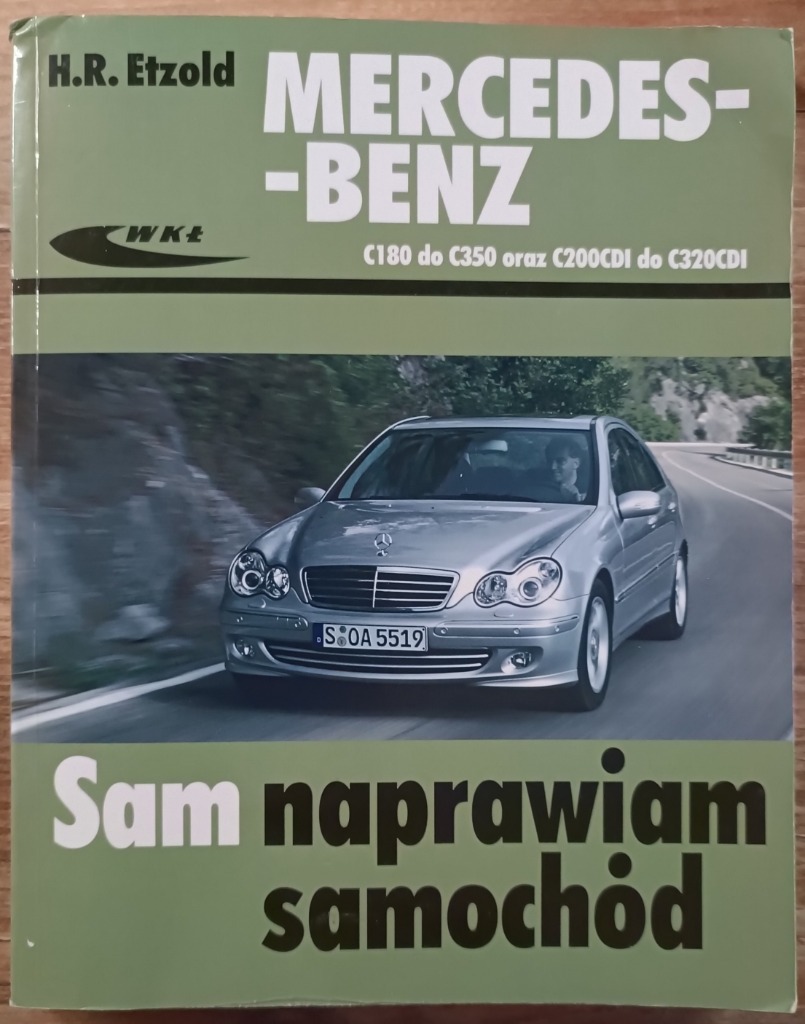 H.R. Etzold
MERCEDES-
-BENZ
WKŁ
C180 do C350 oraz C200CDI do C320CDI
D
S OA 5519
Sam naprawiam
samochód